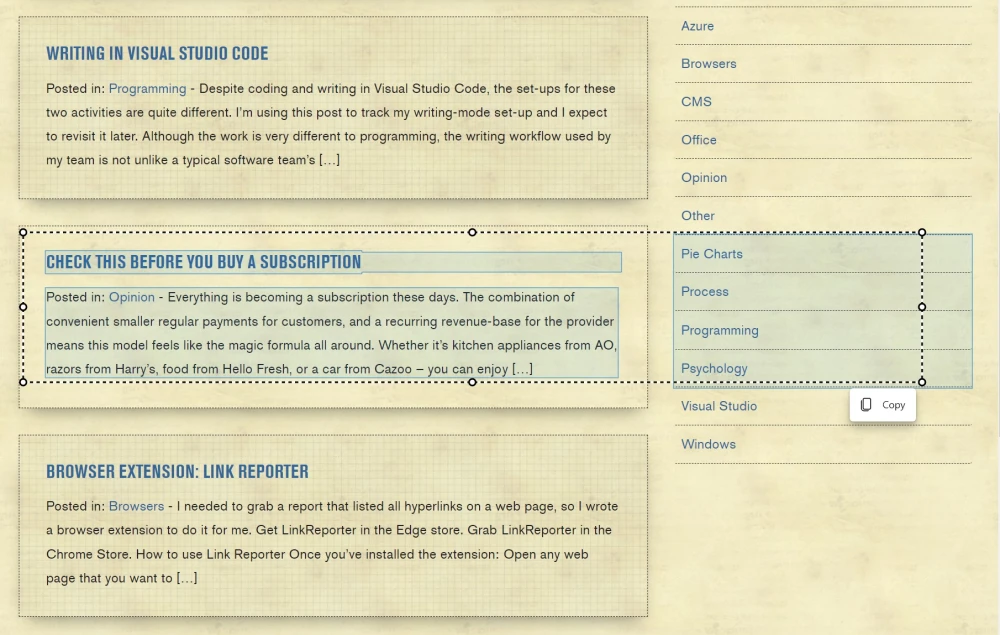 WRITING IN VISUAL STUDIO CODE
Posted in: Programming - Despite coding and writing in Visual Studio Code, the set-ups for these
two activities are quite different. I’m using this post to track my writing-mode set-up and I expect
to revisit it later. Although the work is very different to programming, the writing workflow used by
my team is not unlike a typical software team’s […]
CHECK THIS BEFORE YOU BUY A SUBSCRIPTION
Posted in: Opinion - Everything is becoming a subscription these days. The combination of
convenient smaller regular payments for customers, and a recurring revenue-base for the provider
means this model feels like the magic formula all around. Whether it’s kitchen appliances from AO,
razors from Harry’s, food from Hello Fresh, or a car from Cazoo – you can enjoy […]
BROWSER EXTENSION: LINK REPORTER
Posted in: Browsers - I needed to grab a report that listed all hyperlinks on a web page, so I wrote
a browser extension to do it for me. Get LinkReporter in the Edge store. Grab LinkReporter in the
Chrome Store. How to use Link Reporter Once you’ve installed the extension: Open any web
page that you want to […]
Azure
Browsers
CMS
Office
Opinion
Other
Pie Charts
Process
Programming
Psychology
Visual Studio
Windows
Copy